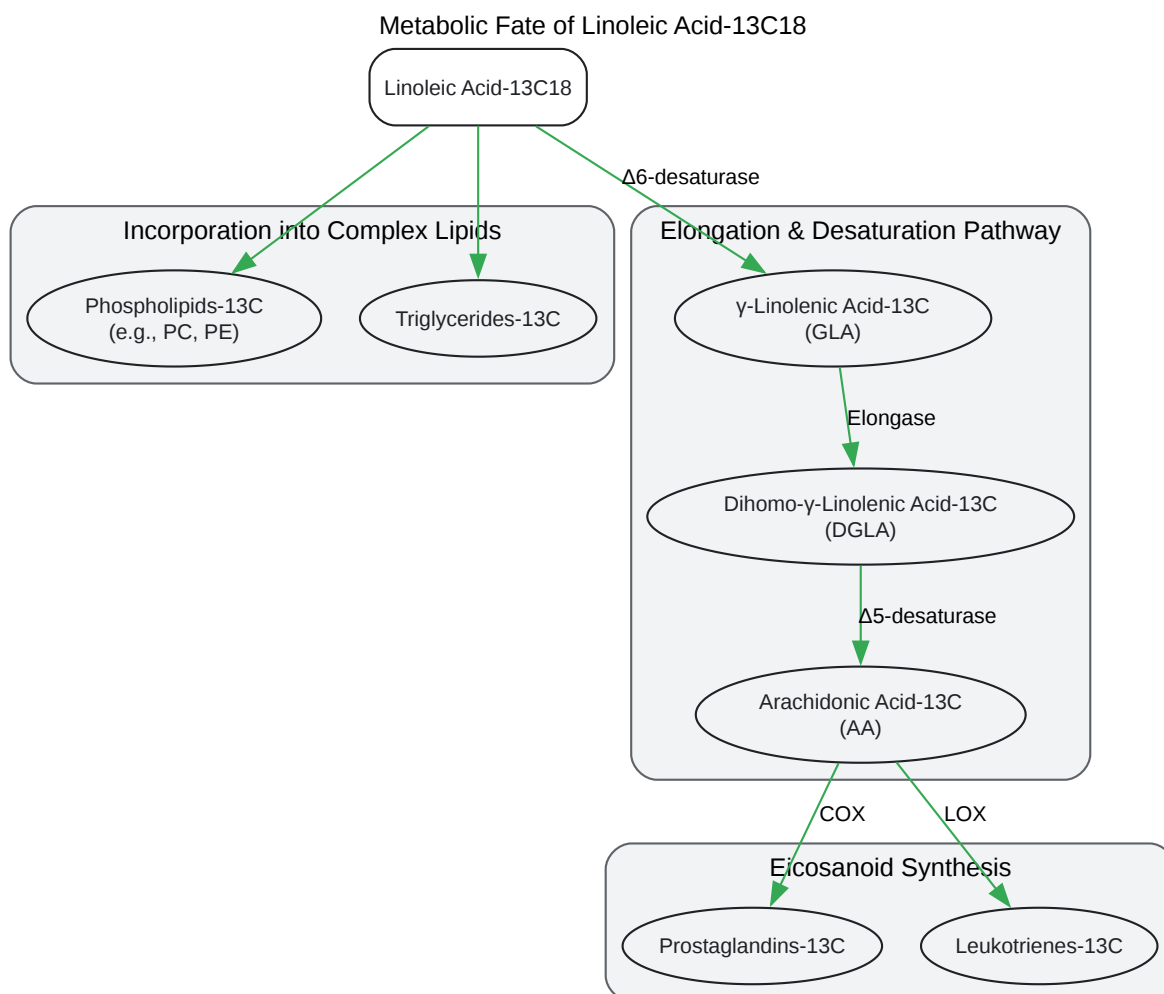 Metabolic Fate of Linoleic Acid-13C18
Linoleic Acid-13C18
Δ6-desaturase
Incorporation into Complex Lipids
Elongation & Desaturation Pathway
Phospholipids-13C
(e.g., PC, PE)
Triglycerides-13C
γ-Linolenic Acid-13C
(GLA)
Elongase
Dihomo-γ-Linolenic Acid-13C
(DGLA)
Δ5-desaturase
Arachidonic Acid-13C
(AA)
COX
LOX
Eicosanoid Synthesis
Prostaglandins-13C
Leukotrienes-13C